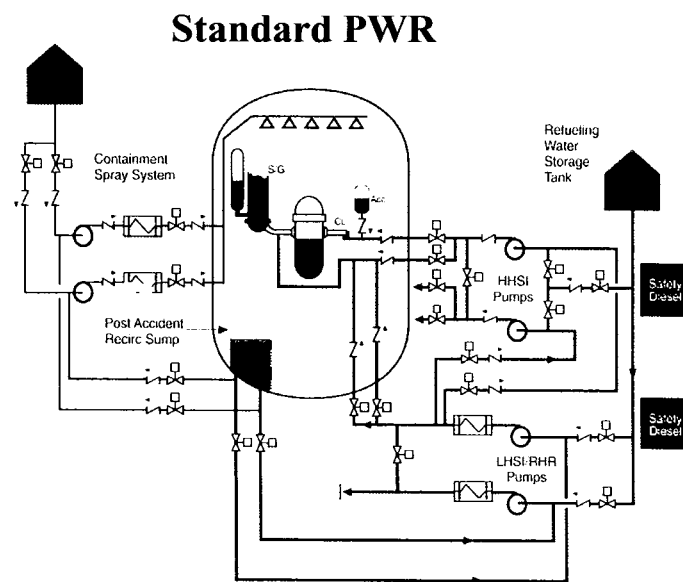 Standard PWR
Refueling
Water
Storage
Tank
Containment
Spray System
S/G
Acc
CL
HHSI
Pumps
Safety
Diesel
Post Accident
Recirc Sump
Safety
Diesel
LHSI/RHR
Pumps